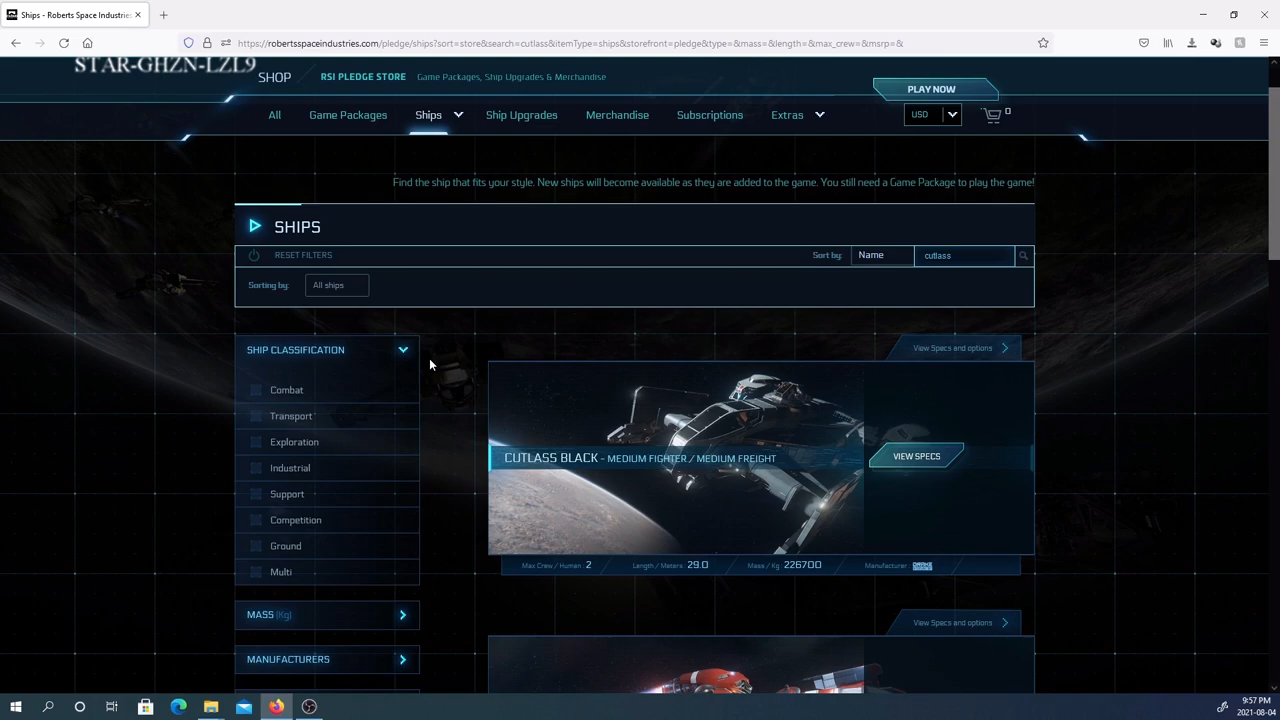 Ships - Roberts Space Industries
https://robertsspaceindustries.com/pledge/ships?sort=store&search=cutlass&itemType=ships&storefront=pledge&type=&mass=&length=&max_crew=&msrp=&
STAR-GHZN-LZL9
SHOP RSI PLEDGE STORE Game Packages, Ship Upgrades & Merchandise
PLAY NOW
All Game Packages Ships Ship Upgrades Merchandise Subscriptions Extras USD 0
Find the ship that fits your style. New ships will become available as they are added to the game. You still need a Game Package to play the game!
SHIPS
RESET FILTERS Sort by: Name cutlass
Sorting by: All ships
SHIP CLASSIFICATION
Combat
Transport
Exploration
Industrial
Support
Competition
Ground
Multi
MASS (Kg)
MANUFACTURERS
View Specs and options
CUTLASS BLACK - MEDIUM FIGHTER / MEDIUM FREIGHT
VIEW SPECS
Max Crew / Human 2 Length / Meters 29.0 Mass / Kg 226700 Manufacturer
View Specs and options
9:57 PM
2021-08-04